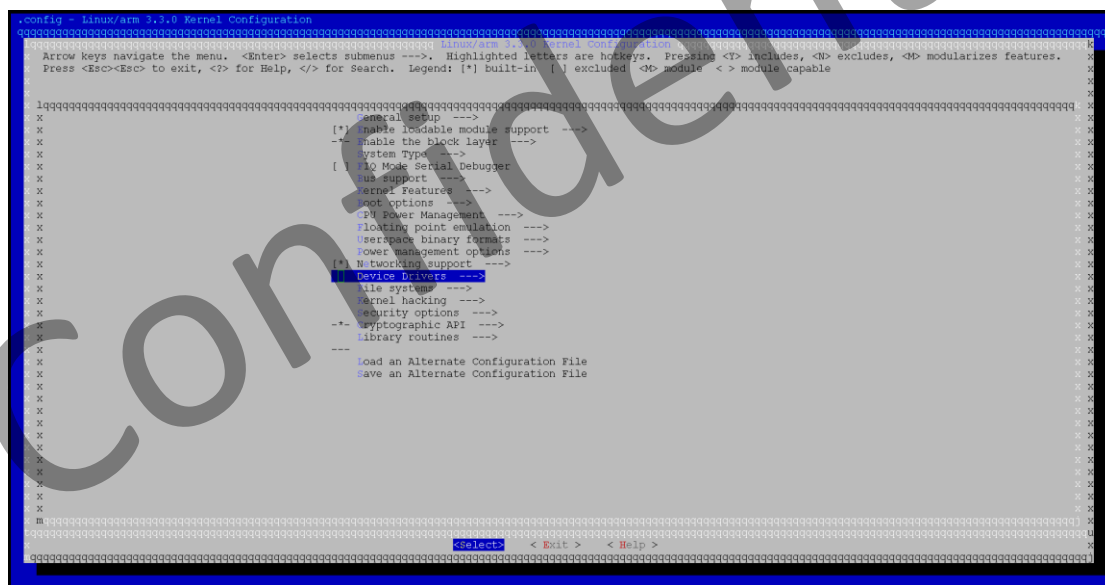 .config - Linux/arm 3.3.0 Kernel Configuration
Linux/arm 3.3.0 Kernel Configuration
Arrow keys navigate the menu. <Enter> selects submenus --->. Highlighted letters are hotkeys. Pressing <Y> includes, <N> excludes, <M> modularizes features.
Press <Esc><Esc> to exit, <?> for Help, </> for Search. Legend: [*] built-in [ ] excluded <M> module < > module capable
General setup --->
[*] Enable loadable module support --->
-*- Enable the block layer --->
System Type --->
[ ] FIQ Mode Serial Debugger
Bus support --->
Kernel Features --->
Boot options --->
CPU Power Management --->
Floating point emulation --->
Userspace binary formats --->
Power management options --->
[*] Networking support --->
Device Drivers --->
File systems --->
Kernel hacking --->
Security options --->
-*- Cryptographic API --->
Library routines --->
---
Load an Alternate Configuration File
Save an Alternate Configuration File
<Select> < Exit > < Help >